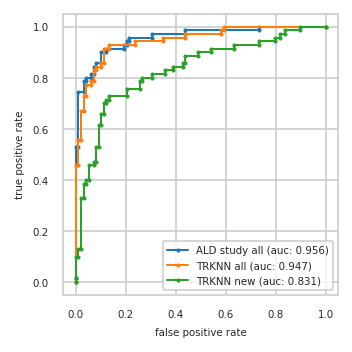 1.0
0.8
0.6
0.4
0.2
0.0
true positive rate
0.0 0.2 0.4 0.6 0.8 1.0
false positive rate
ALD study all (auc: 0.956)
TRKNN all (auc: 0.947)
TRKNN new (auc: 0.831)